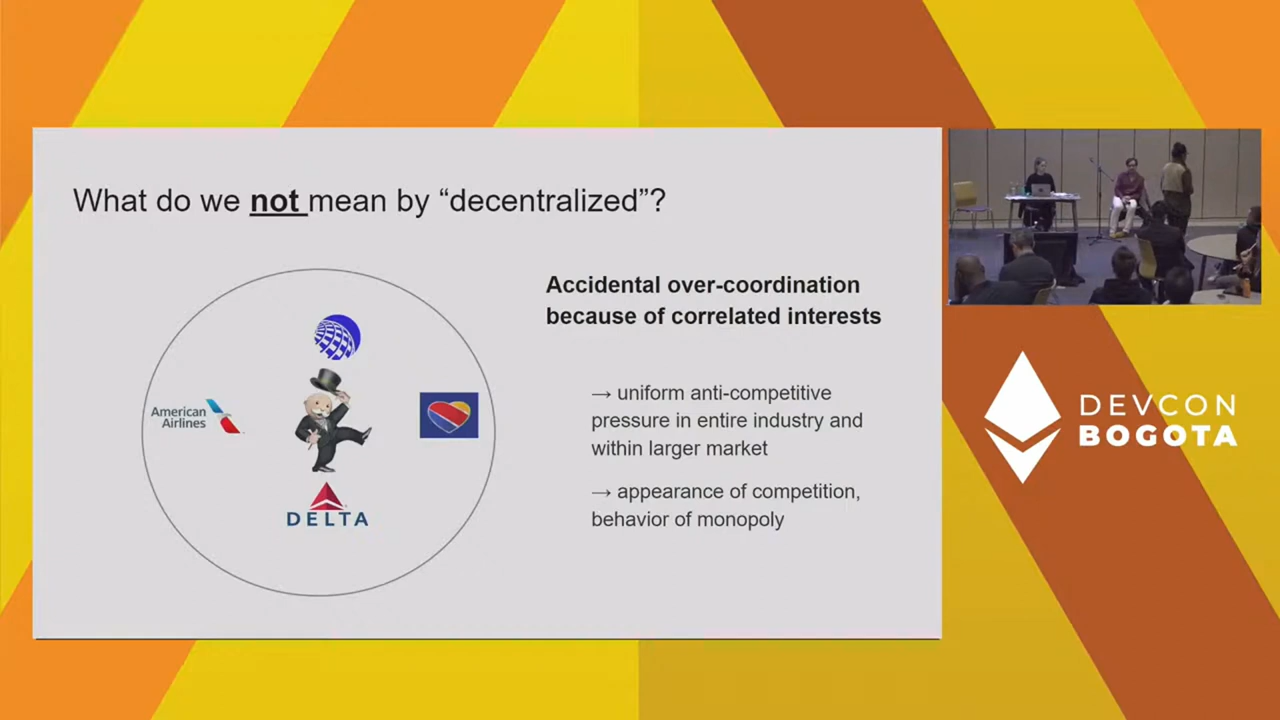 What do we not mean by “decentralized”?
Accidental over-coordination
because of correlated interests
→ uniform anti-competitive
pressure in entire industry and
within larger market
→ appearance of competition,
behavior of monopoly
American
Airlines
DELTA
DEVCON
BOGOTA